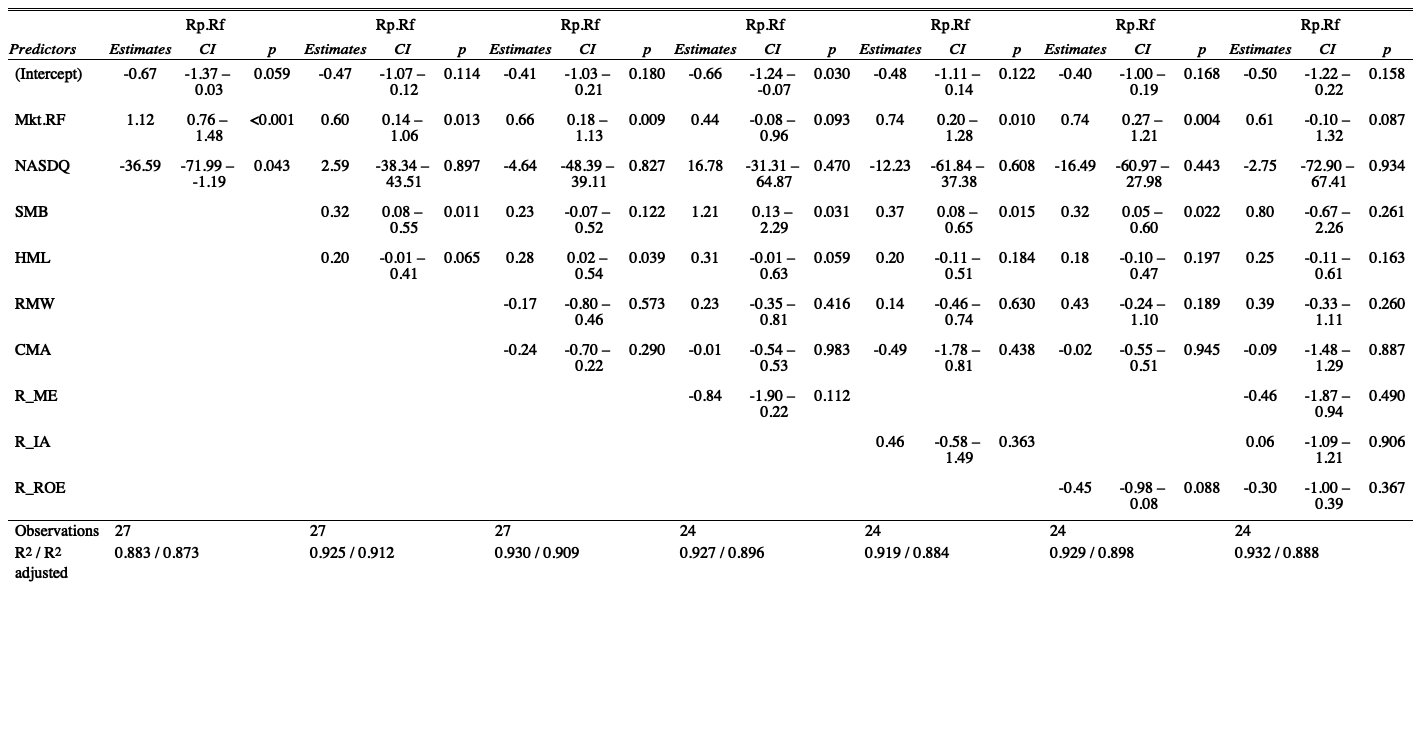 Rp.Rf Rp.Rf Rp.Rf Rp.Rf Rp.Rf Rp.Rf Rp.Rf
Predictors Estimates CI p Estimates CI p Estimates CI p Estimates CI p Estimates CI p Estimates CI p Estimates CI p
(Intercept) -0.67 -1.37 – 0.059 -0.47 -1.07 – 0.114 -0.41 -1.03 – 0.180 -0.66 -1.24 – 0.030 -0.48 -1.11 – 0.122 -0.40 -1.00 – 0.168 -0.50 -1.22 – 0.158
0.03 0.12 0.21 -0.07 0.14 0.19 0.22
Mkt.RF 1.12 0.76 – <0.001 0.60 0.14 – 0.013 0.66 0.18 – 0.009 0.44 -0.08 – 0.093 0.74 0.20 – 0.010 0.74 0.27 – 0.004 0.61 -0.10 – 0.087
1.48 1.06 1.13 0.96 1.28 1.21 1.32
NASDQ -36.59 -71.99 – 0.043 2.59 -38.34 – 0.897 -4.64 -48.39 – 0.827 16.78 -31.31 – 0.470 -12.23 -61.84 – 0.608 -16.49 -60.97 – 0.443 -2.75 -72.90 – 0.934
-1.19 43.51 39.11 64.87 37.38 27.98 67.41
SMB 0.32 0.08 – 0.011 0.23 -0.07 – 0.122 1.21 0.13 – 0.031 0.37 0.08 – 0.015 0.32 0.05 – 0.022 0.80 -0.67 – 0.261
0.55 0.52 2.29 0.65 0.60 2.26
HML 0.20 -0.01 – 0.065 0.28 0.02 – 0.039 0.31 -0.01 – 0.059 0.20 -0.11 – 0.184 0.18 -0.10 – 0.197 0.25 -0.11 – 0.163
0.41 0.54 0.63 0.51 0.47 0.61
RMW -0.17 -0.80 – 0.573 0.23 -0.35 – 0.416 0.14 -0.46 – 0.630 0.43 -0.24 – 0.189 0.39 -0.33 – 0.260
0.46 0.81 0.74 1.10 1.11
CMA -0.24 -0.70 – 0.290 -0.01 -0.54 – 0.983 -0.49 -1.78 – 0.438 -0.02 -0.55 – 0.945 -0.09 -1.48 – 0.887
0.22 0.53 0.81 0.51 1.29
R_ME -0.84 -1.90 – 0.112 -0.46 -1.87 – 0.490
0.22 0.94
R_IA 0.46 -0.58 – 0.363 0.06 -1.09 – 0.906
1.49 1.21
R_ROE -0.45 -0.98 – 0.088 -0.30 -1.00 – 0.367
0.08 0.39
Observations 27 27 27 24 24 24 24
R2 / R2 0.883 / 0.873 0.925 / 0.912 0.930 / 0.909 0.927 / 0.896 0.919 / 0.884 0.929 / 0.898 0.932 / 0.888
adjusted